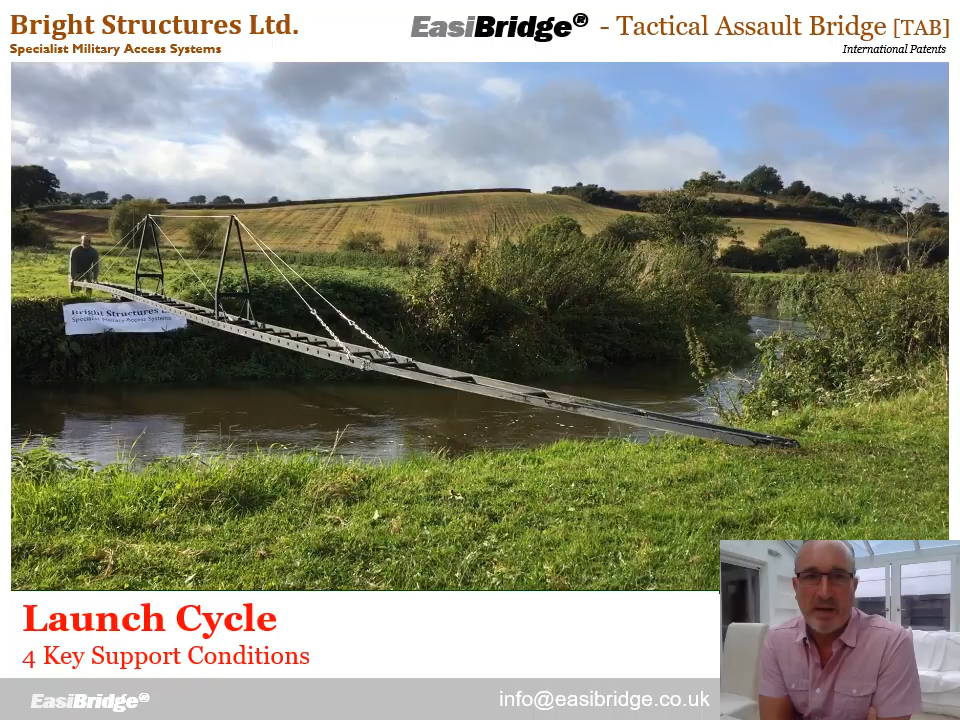 Bright Structures Ltd.
Specialist Military Access Systems
EasiBridge® - Tactical Assault Bridge [TAB]
International Patents
Bright Structures L
Specialist Military Access Systems
Launch Cycle
4 Key Support Conditions
EasiBridge®
info@easibridge.co.uk